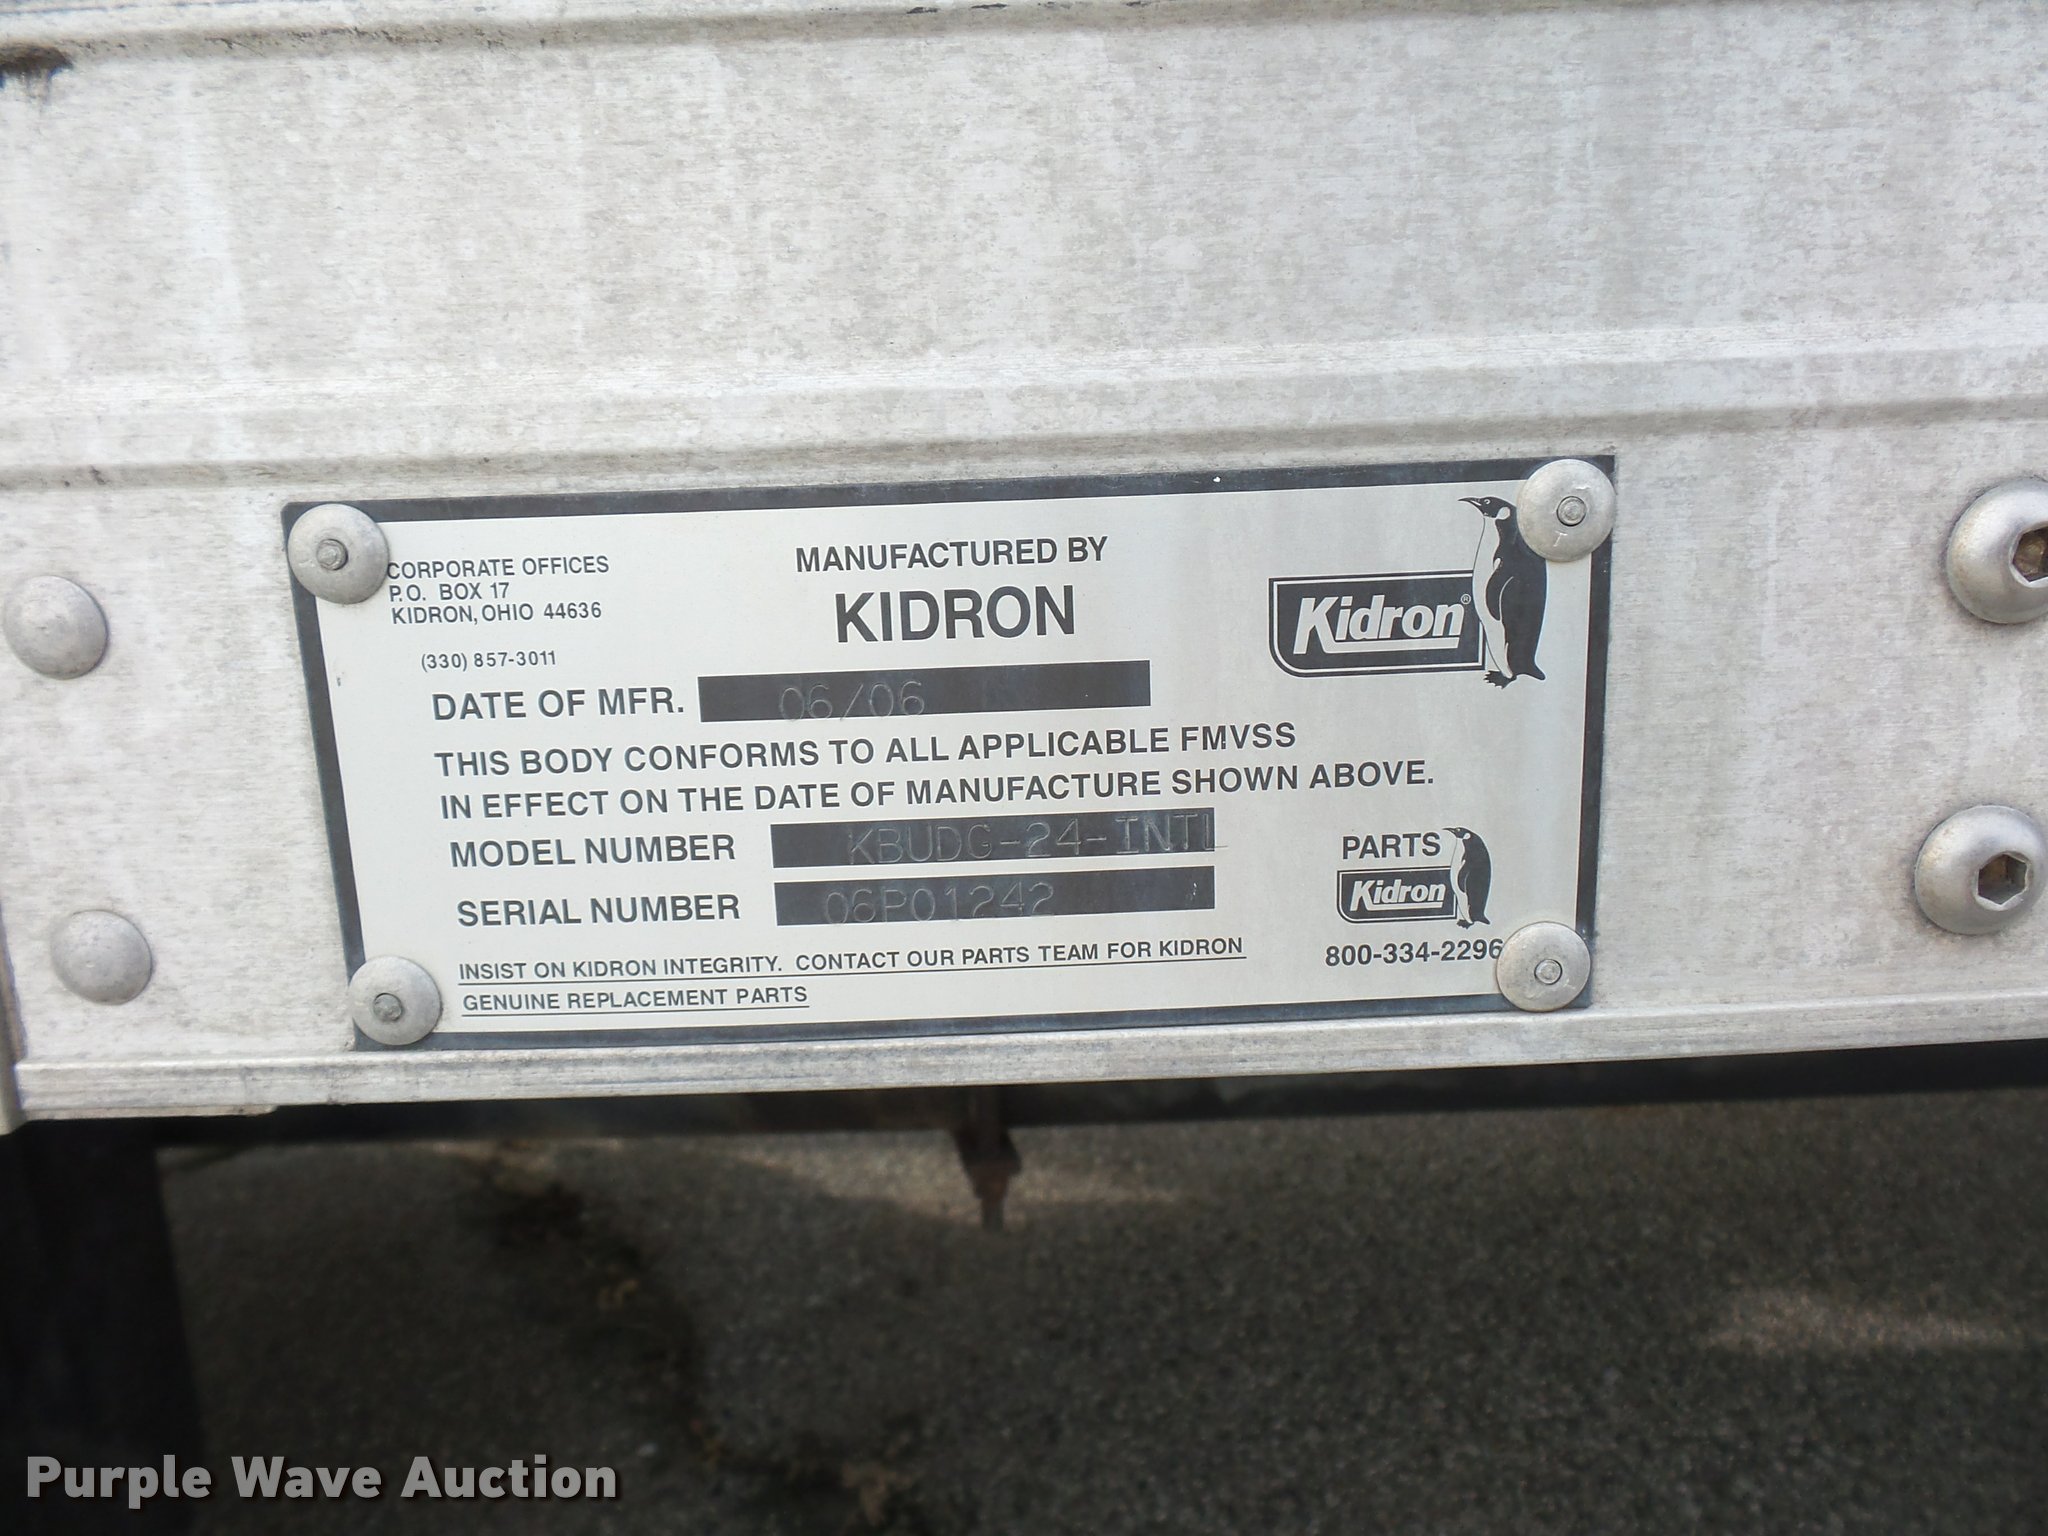 CORPORATE OFFICES
P.O. BOX 17
KIDRON, OHIO 44636
(330) 857-3011
MANUFACTURED BY
KIDRON
Kidron®
DATE OF MFR. 06/06
THIS BODY CONFORMS TO ALL APPLICABLE FMVSS
IN EFFECT ON THE DATE OF MANUFACTURE SHOWN ABOVE.
MODEL NUMBER KBUDG-24-INTL
SERIAL NUMBER 06P01242
PARTS
Kidron
800-334-2296
INSIST ON KIDRON INTEGRITY. CONTACT OUR PARTS TEAM FOR KIDRON
GENUINE REPLACEMENT PARTS
Purple Wave Auction